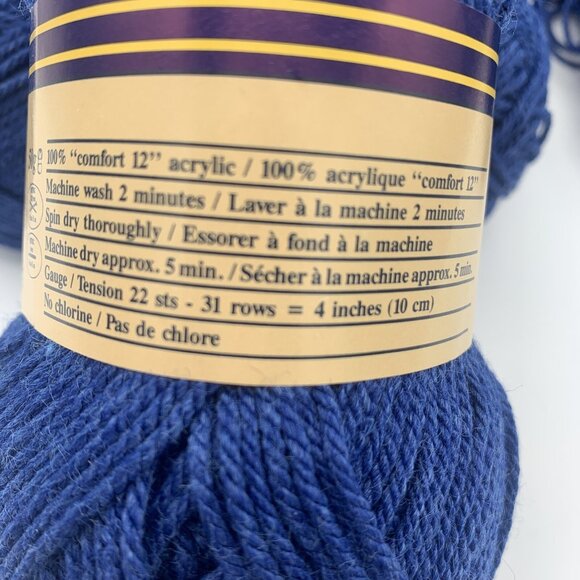 100% “comfort 12” acrylic / 100% acrylique “comfort 12”
Machine wash 2 minutes / Laver à la machine 2 minutes
Spin dry thoroughly / Essorer à fond à la machine
Machine dry approx. 5 min. / Sécher à la machine approx. 5 min.
Gauge / Tension 22 sts - 31 rows = 4 inches (10 cm)
No chlorine / Pas de chlore